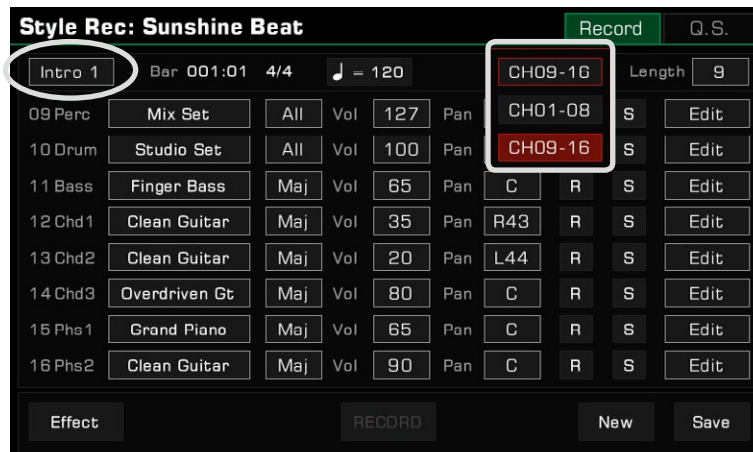 Style Rec: Sunshine Beat Record Q.S.
Intro 1 Bar 001:01 4/4 ♩ = 120 CH09-16 Length 9
CH01-08
CH09-16
09 Perc Mix Set All Vol 127 Pan S Edit
10 Drum Studio Set All Vol 100 Pan S Edit
11 Bass Finger Bass Maj Vol 65 Pan C R S Edit
12 Chd1 Clean Guitar Maj Vol 35 Pan R43 R S Edit
13 Chd2 Clean Guitar Maj Vol 20 Pan L44 R S Edit
14 Chd3 Overdriven Gt Maj Vol 80 Pan C R S Edit
15 Phs1 Grand Piano Maj Vol 65 Pan C R S Edit
16 Phs2 Clean Guitar Maj Vol 90 Pan C R S Edit
Effect RECORD New Save